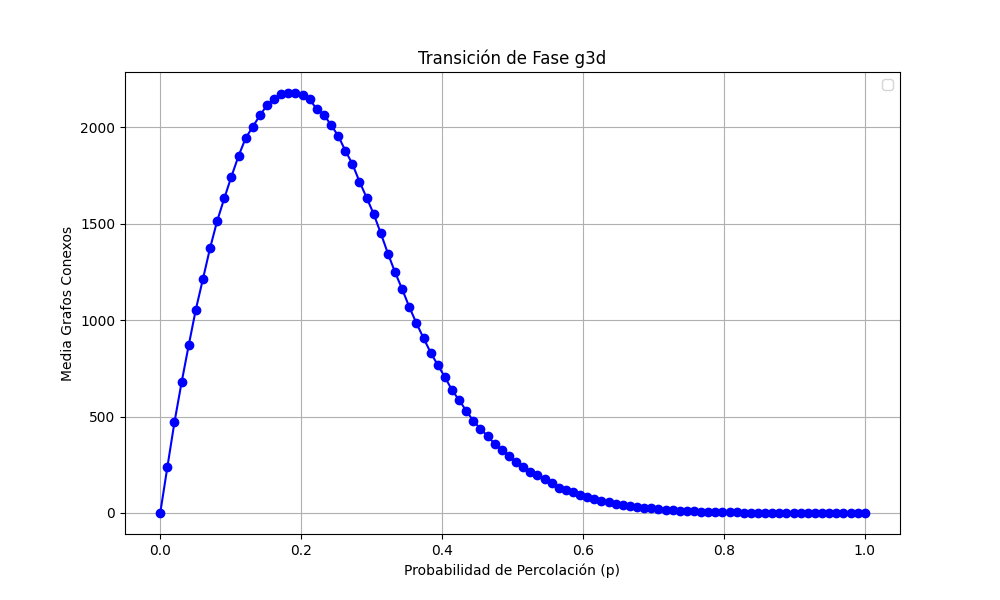 Transición de Fase g3d
Media Grafos Conexos
2000
1500
1000
500
0
0.0 0.2 0.4 0.6 0.8 1.0
Probabilidad de Percolación (p)